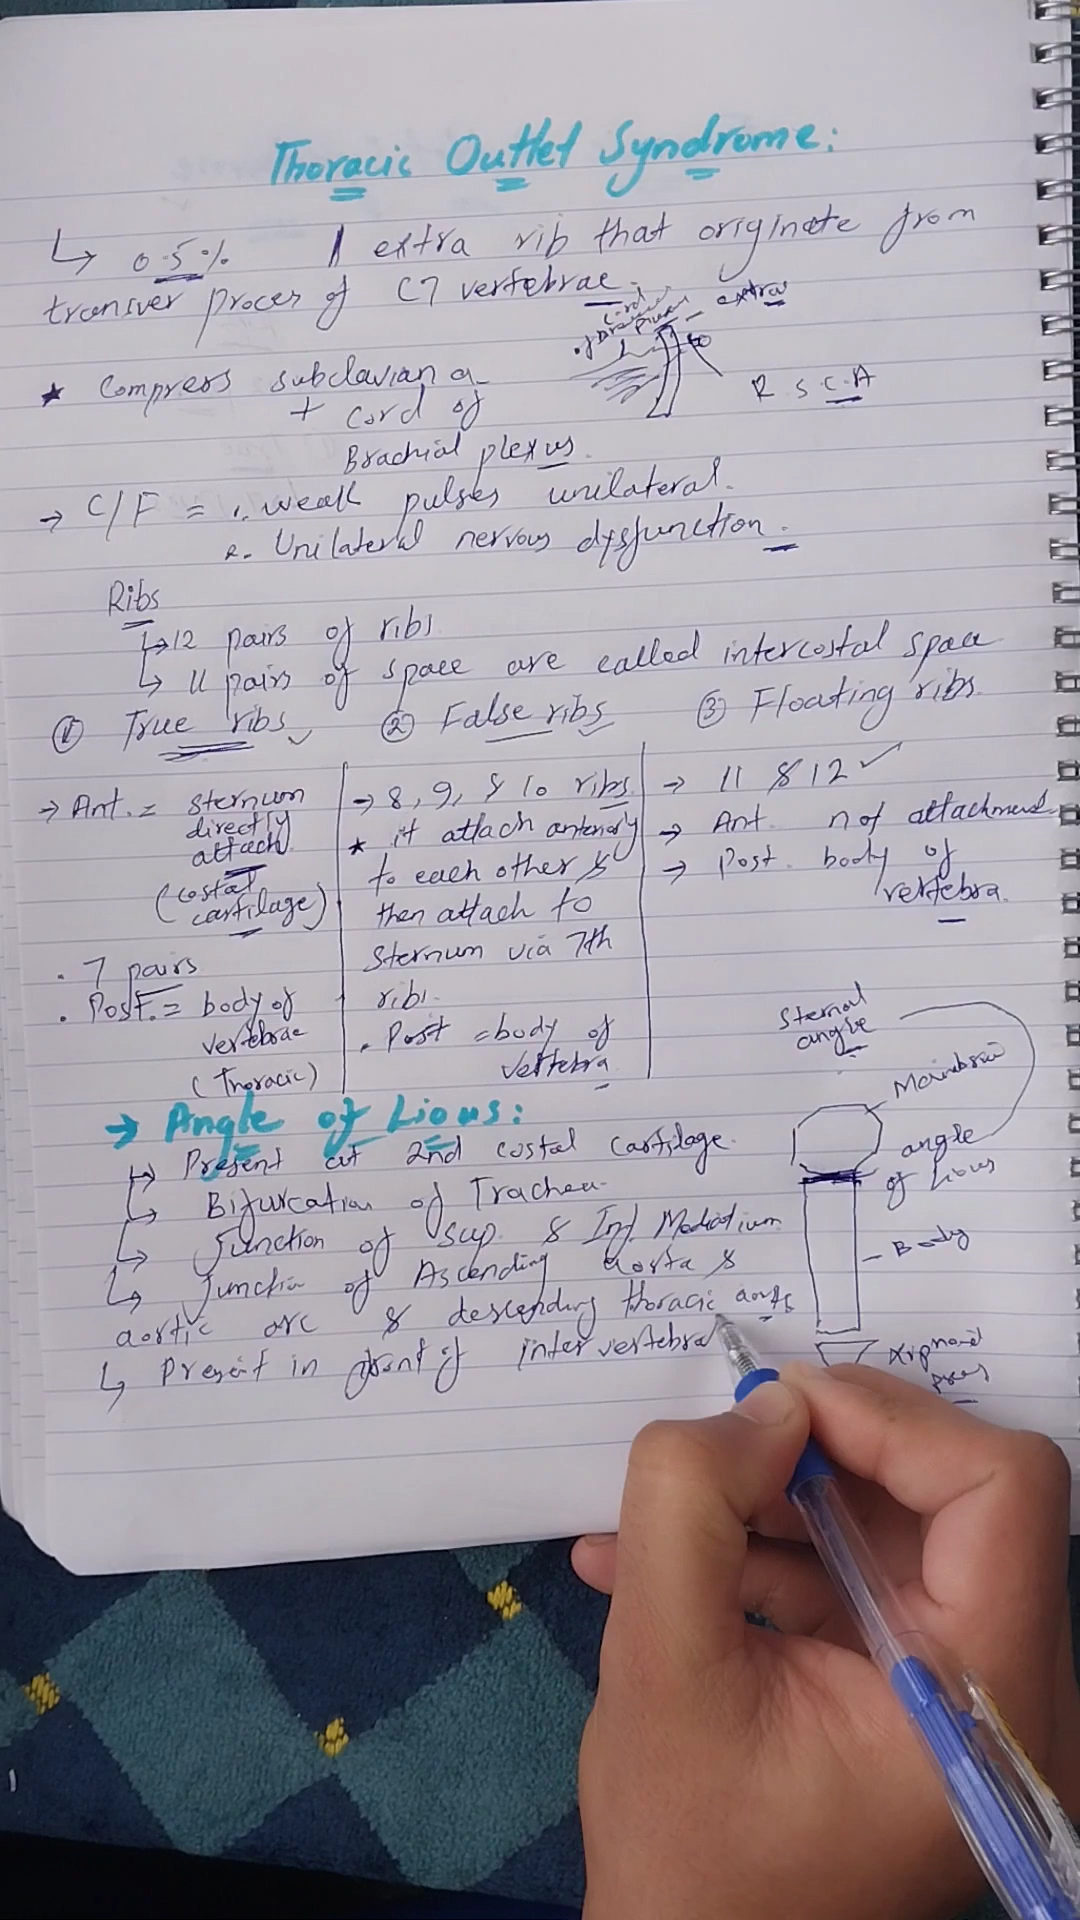 Thoracic Outlet Syndrome:
↳ 0.5% 1 extra rib that originate from
transver proces of C7 vertebrae.
extra
* Compress subclavian a.
+ Cord of
Brachial plexus.
R S C.A
→ C/F = 1. weak pulses unilateral.
2. Unilateral nervous dysfunction.
Ribs
↳ 12 pairs of ribs
↳ 11 pairs of space are called intercostal space
① True ribs ② False ribs ③ Floating ribs.
→ Ant. = sternum
directly
attach
(costal
cartilage)
. 7 pairs
. Post. = body of
vertebrae
(Thoracic)
→ 8, 9, & 10 ribs
* it attach anteriory
to each other &
then attach to
sternum via 7th
ribs.
. Post = body of
vertebra
→ 11 & 12 ✓
→ Ant. not attachment
→ Post. body of
vertebra.
→ Angle of Lious:
↳ Present at 2nd costal cartilage.
↳ Bifurcation of Trachea.
↳ Junction of sup. & Inf. Mediatium
↳ Junctin of Ascending aorta &
aortic arc & descending thoracic aorta
↳ Present in front of intervertebral
Sternal
angle
angle
of Lious
Body